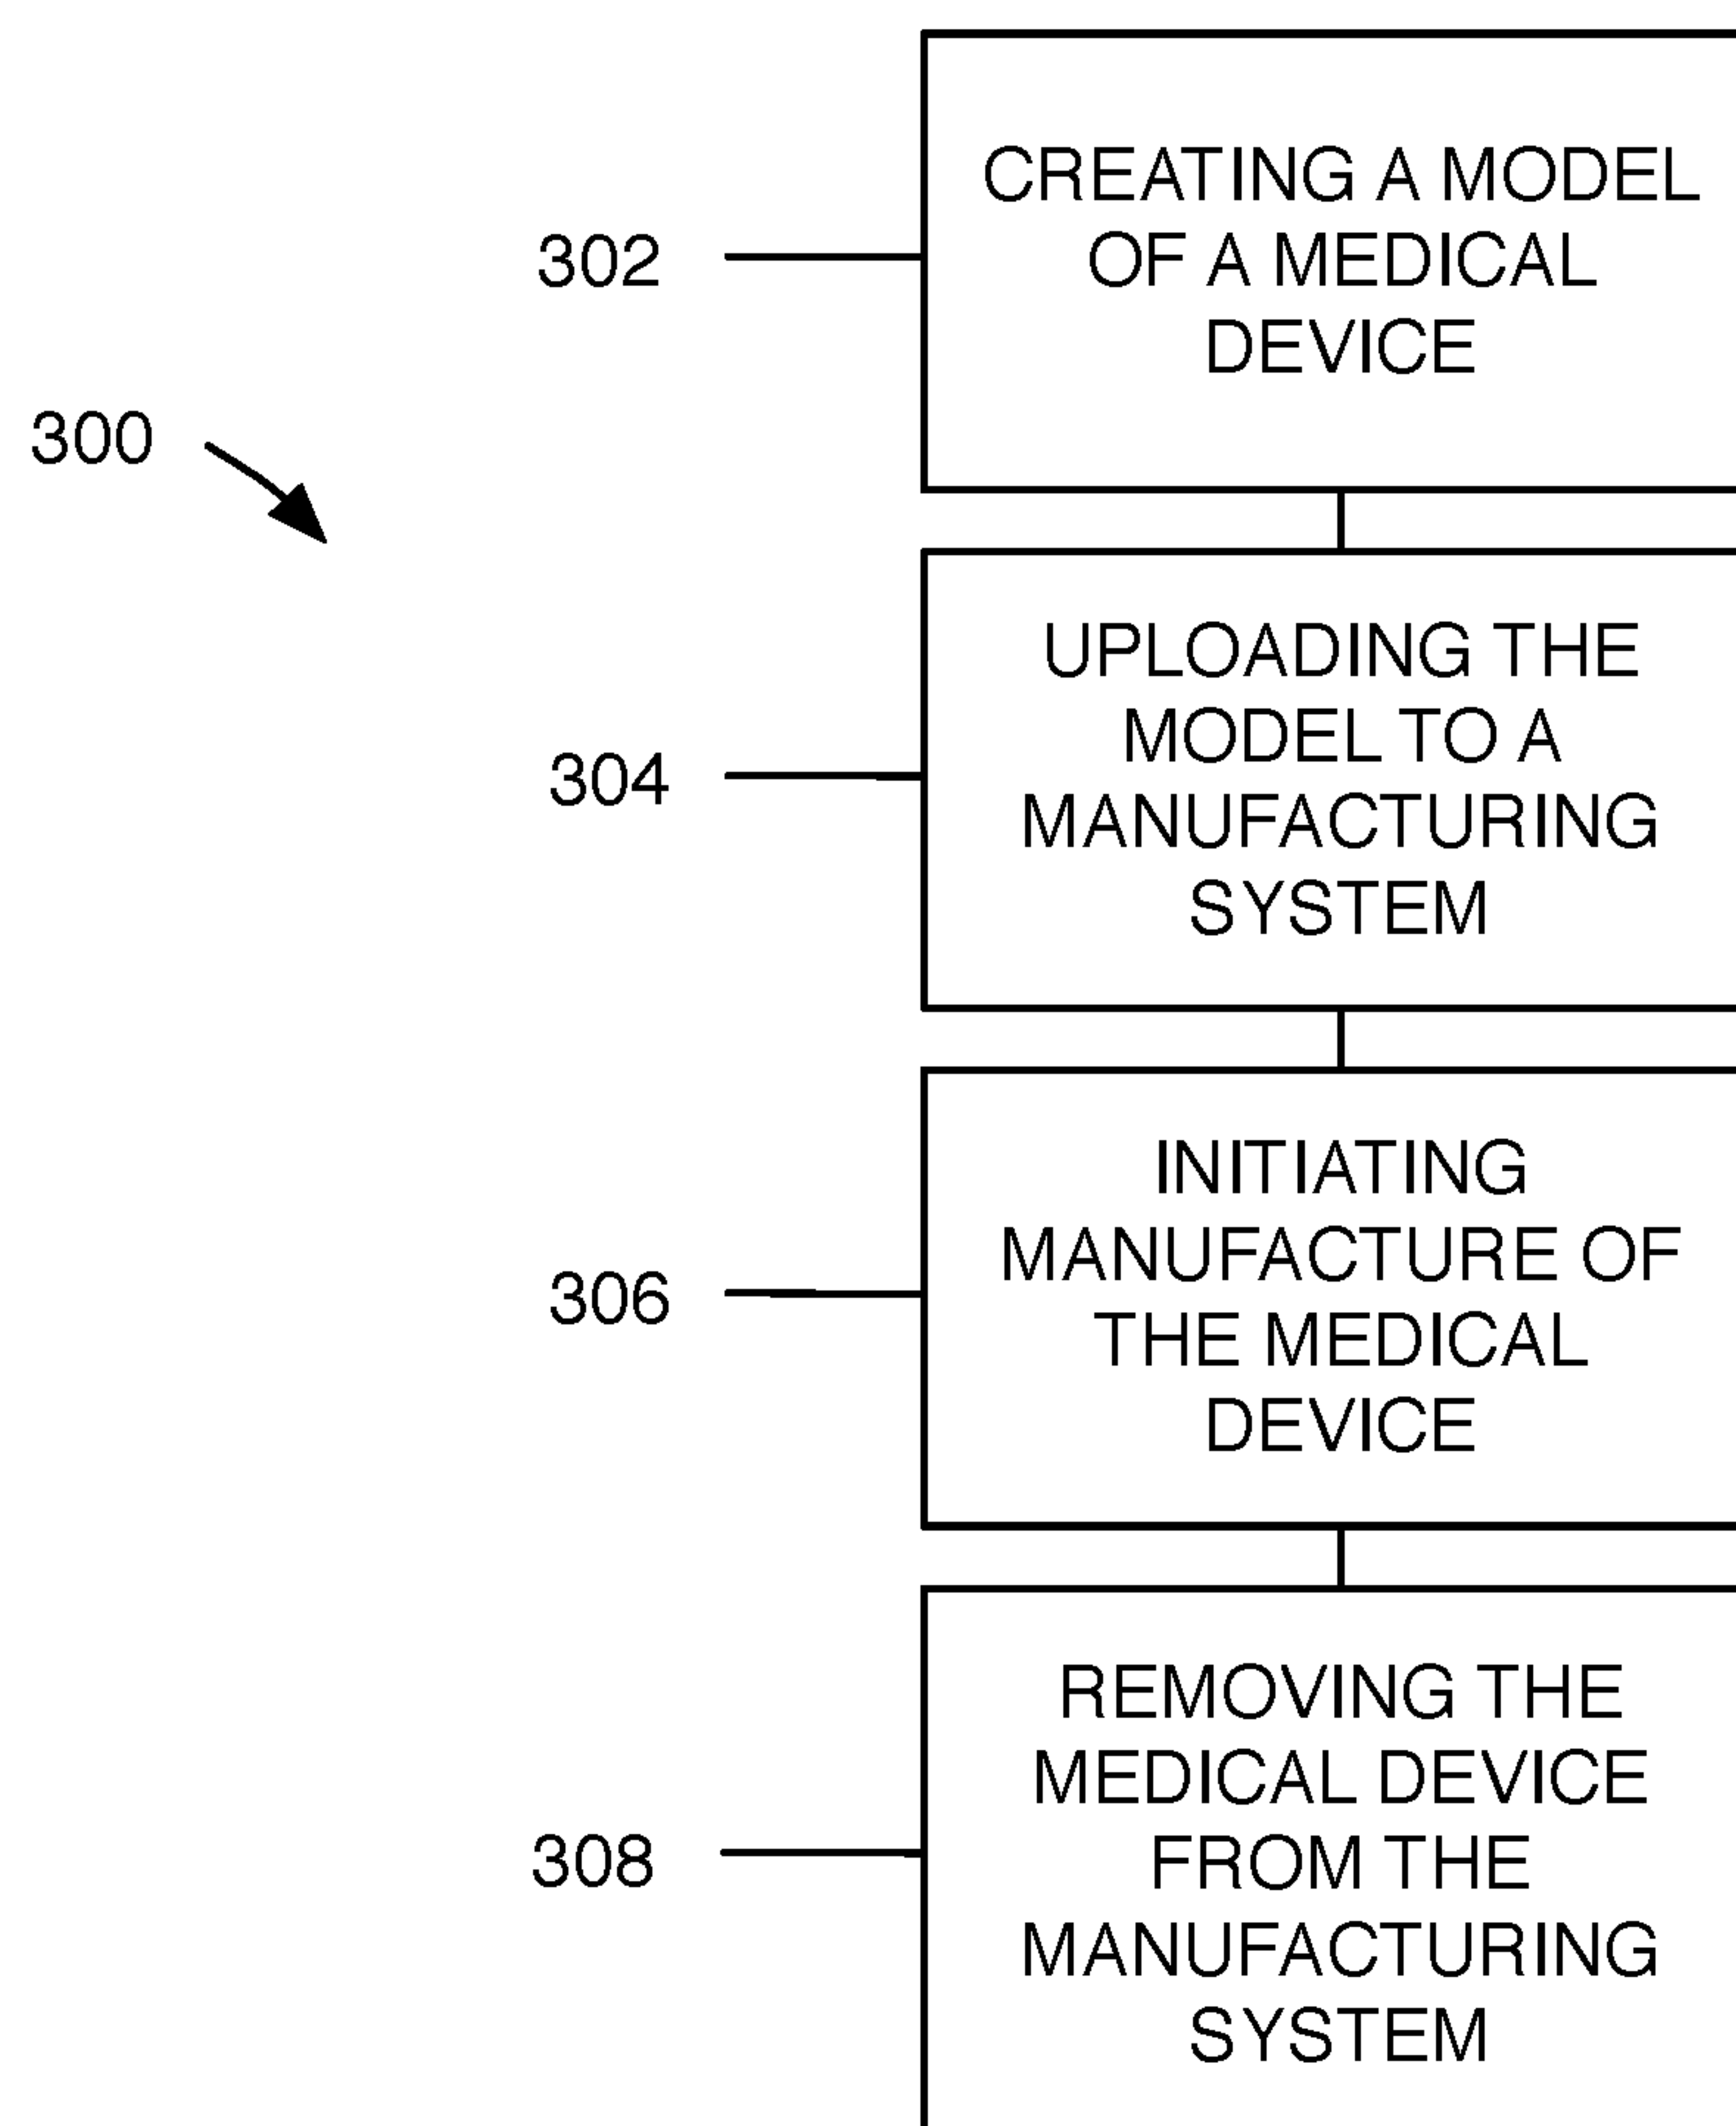 CREATING A MODEL
OF A MEDICAL
DEVICE
302
300
UPLOADING THE
MODEL TO A
MANUFACTURING
SYSTEM
304
INITIATING
MANUFACTURE OF
THE MEDICAL
DEVICE
306
REMOVING THE
MEDICAL DEVICE
FROM THE
MANUFACTURING
SYSTEM
308